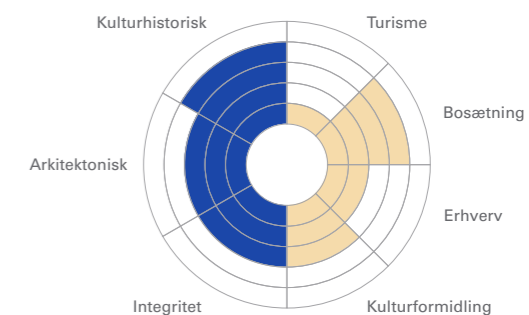 Kulturhistorisk
Turisme
Bosætning
Arkitektonisk
Erhverv
Integritet
Kulturformidling